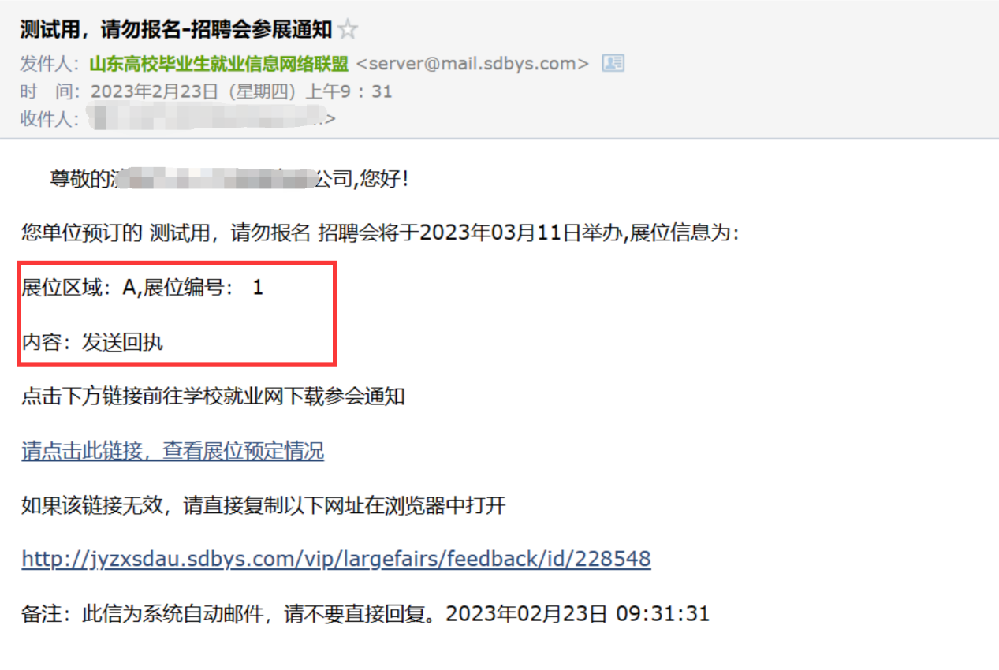 测试用，请勿报名-招聘会参展通知
发件人：山东高校毕业生就业信息网络联盟 <server@mail.sdbys.com>
时 间：2023年2月23日（星期四）上午9：31
收件人： >
尊敬的 公司,您好！
您单位预订的 测试用，请勿报名 招聘会将于2023年03月11日举办,展位信息为：
展位区域：A,展位编号： 1
内容：发送回执
点击下方链接前往学校就业网下载参会通知
请点击此链接，查看展位预定情况
如果该链接无效，请直接复制以下网址在浏览器中打开
http://jyzxsdau.sdbys.com/vip/largefairs/feedback/id/228548
备注：此信为系统自动邮件，请不要直接回复。2023年02月23日 09:31:31